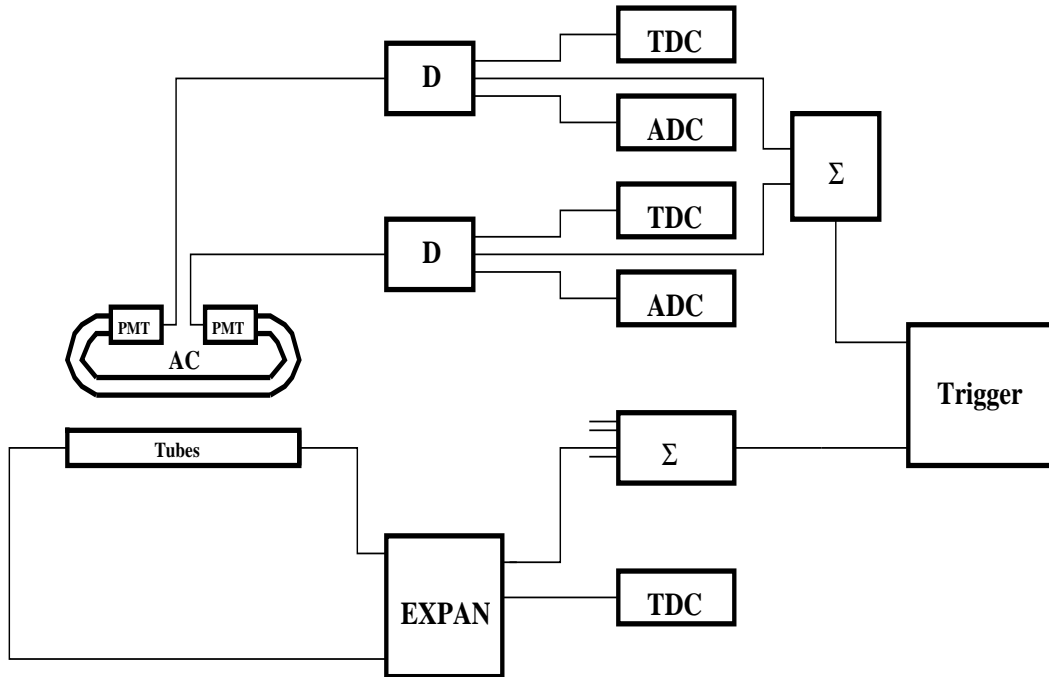 TDC
D
ADC
Σ
TDC
D
ADC
PMT PMT
AC
Trigger
Tubes
Σ
EXPAN
TDC